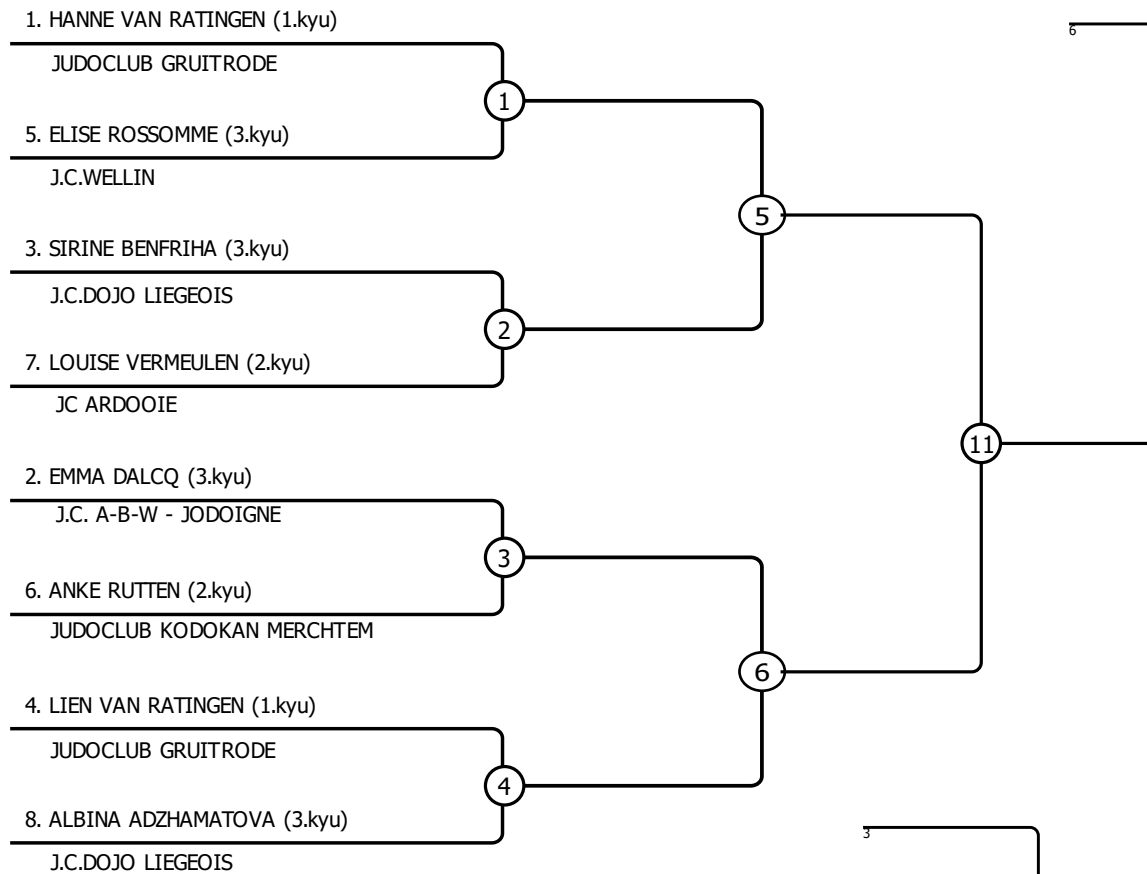 1. HANNE VAN RATINGEN (1.kyu)
6
JUDOCLUB GRUITRODE
1
5. ELISE ROSSOMME (3.kyu)
J.C.WELLIN
5
3. SIRINE BENFRIHA (3.kyu)
J.C.DOJO LIEGEOIS
2
7. LOUISE VERMEULEN (2.kyu)
JC ARDOOIE
11
2. EMMA DALCQ (3.kyu)
J.C. A-B-W - JODOIGNE
3
6. ANKE RUTTEN (2.kyu)
JUDOCLUB KODOKAN MERCHTEM
6
4. LIEN VAN RATINGEN (1.kyu)
JUDOCLUB GRUITRODE
4
8. ALBINA ADZHAMATOVA (3.kyu)
3
J.C.DOJO LIEGEOIS